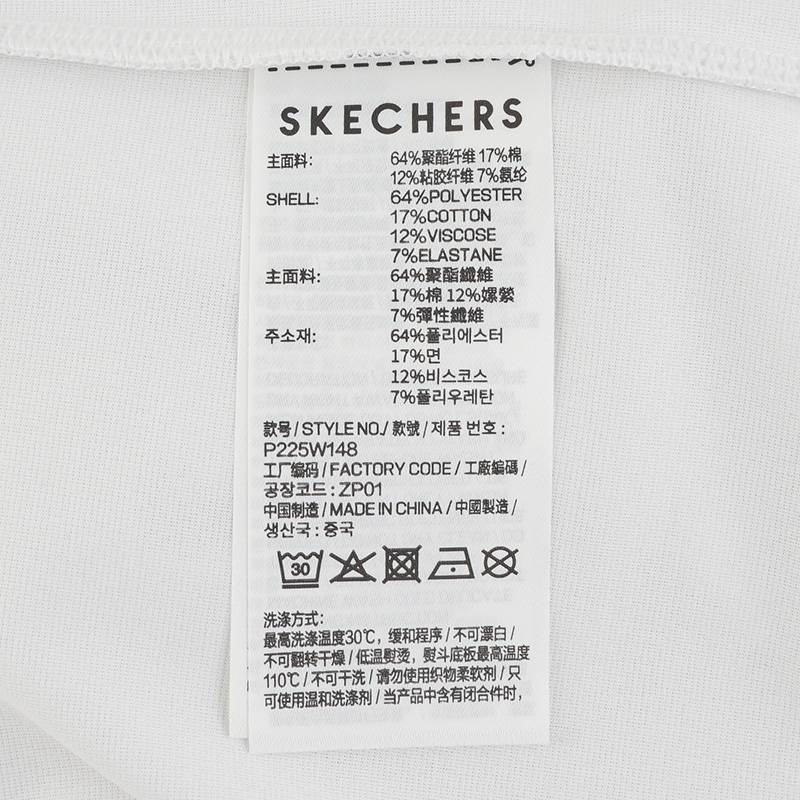 SKECHERS
主面料: 64%聚酯纤维 17%棉
12%粘胶纤维 7%氨纶
SHELL: 64%POLYESTER
17%COTTON
12%VISCOSE
7%ELASTANE
主面料: 64%聚酯纖維
17%棉 12%嫘縈
7%彈性纖維
주소재: 64%폴리에스터
17%면
12%비스코스
7%폴리우레탄
款号 / STYLE NO./ 款號 / 제품 번호 :
P225W148
工厂编码 / FACTORY CODE / 工廠編碼 /
공장코드 : ZP01
中国制造 / MADE IN CHINA / 中國製造 /
생산국 : 중국
30
洗涤方式:
最高洗涤温度30℃, 缓和程序 / 不可漂白 /
不可翻转干燥 / 低温熨烫, 熨斗底板最高温度
110℃ / 不可干洗 / 请勿使用织物柔软剂 / 只
可使用温和洗涤剂 / 当产品中含有闭合件时,